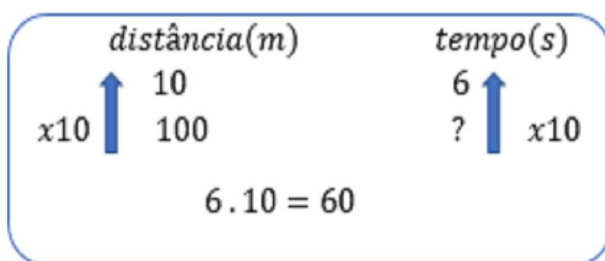 distância(m) tempo(s)
10 6
x10 100 ? x10
6 . 10 = 60